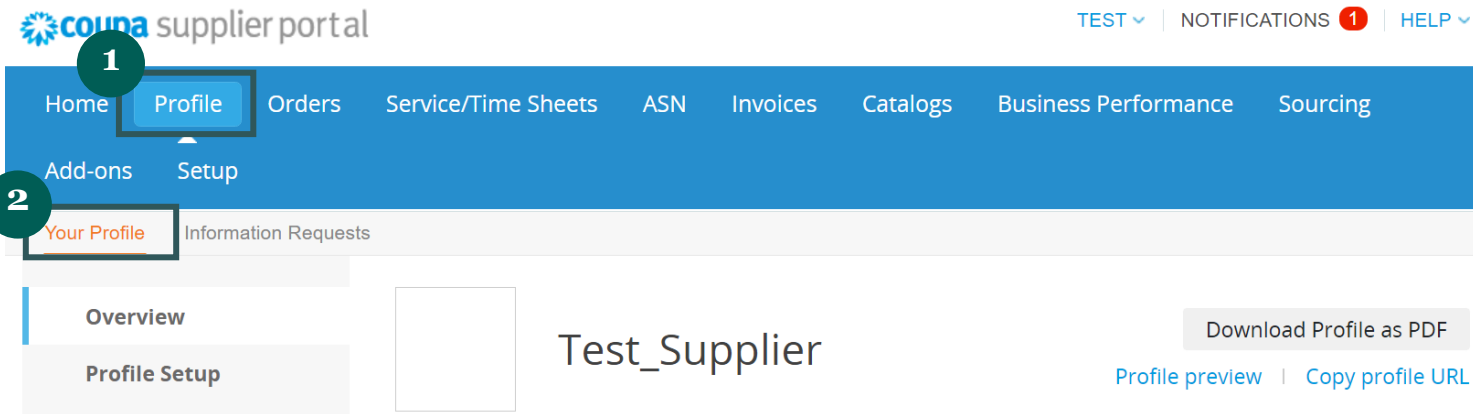 coupa supplier portal
TEST
NOTIFICATIONS 1
HELP
1
Home Profile Orders Service/Time Sheets ASN Invoices Catalogs Business Performance Sourcing
Add-ons Setup
2
Your Profile Information Requests
Overview
Profile Setup
Test_Supplier
Download Profile as PDF
Profile preview
Copy profile URL